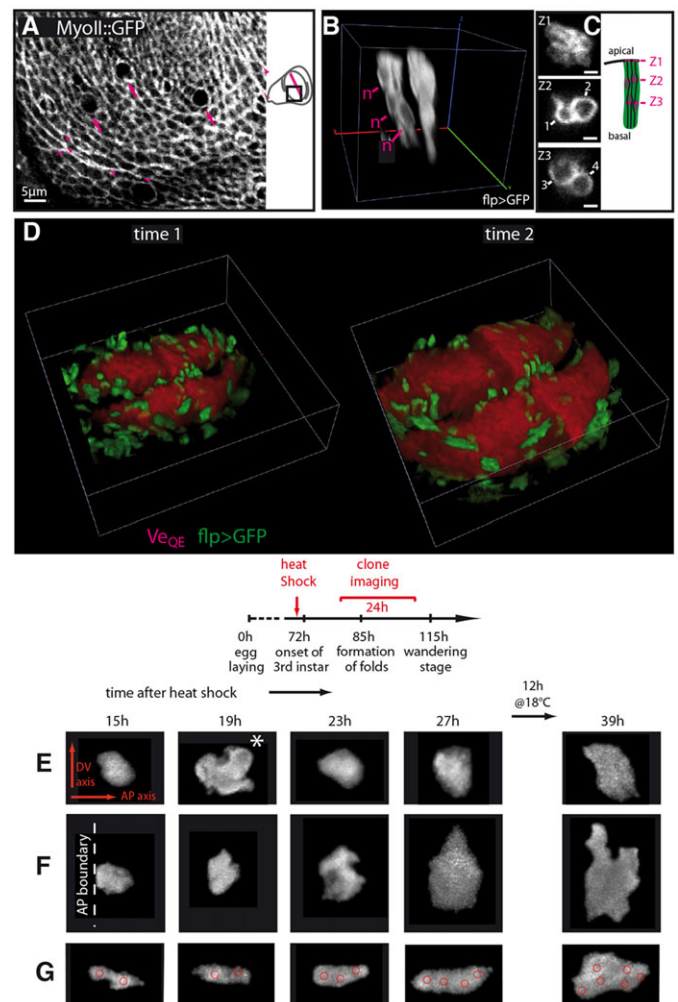 A
MyoII::GFP
5µm
B
n
n
n
flp>GFP
C
Z1
Z2
2
1
Z3
4
3
apical
Z1
Z2
Z3
basal
D
time 1
time 2
VeQE flp>GFP
heat
Shock
clone
imaging
24h
0h
egg
laying
72h
onset of
3rd instar
85h
formation
of folds
115h
wandering
stage
time after heat shock
12h
@18°C
15h
19h
23h
27h
39h
E
DV
axis
AP axis
*
F
AP boundary
G